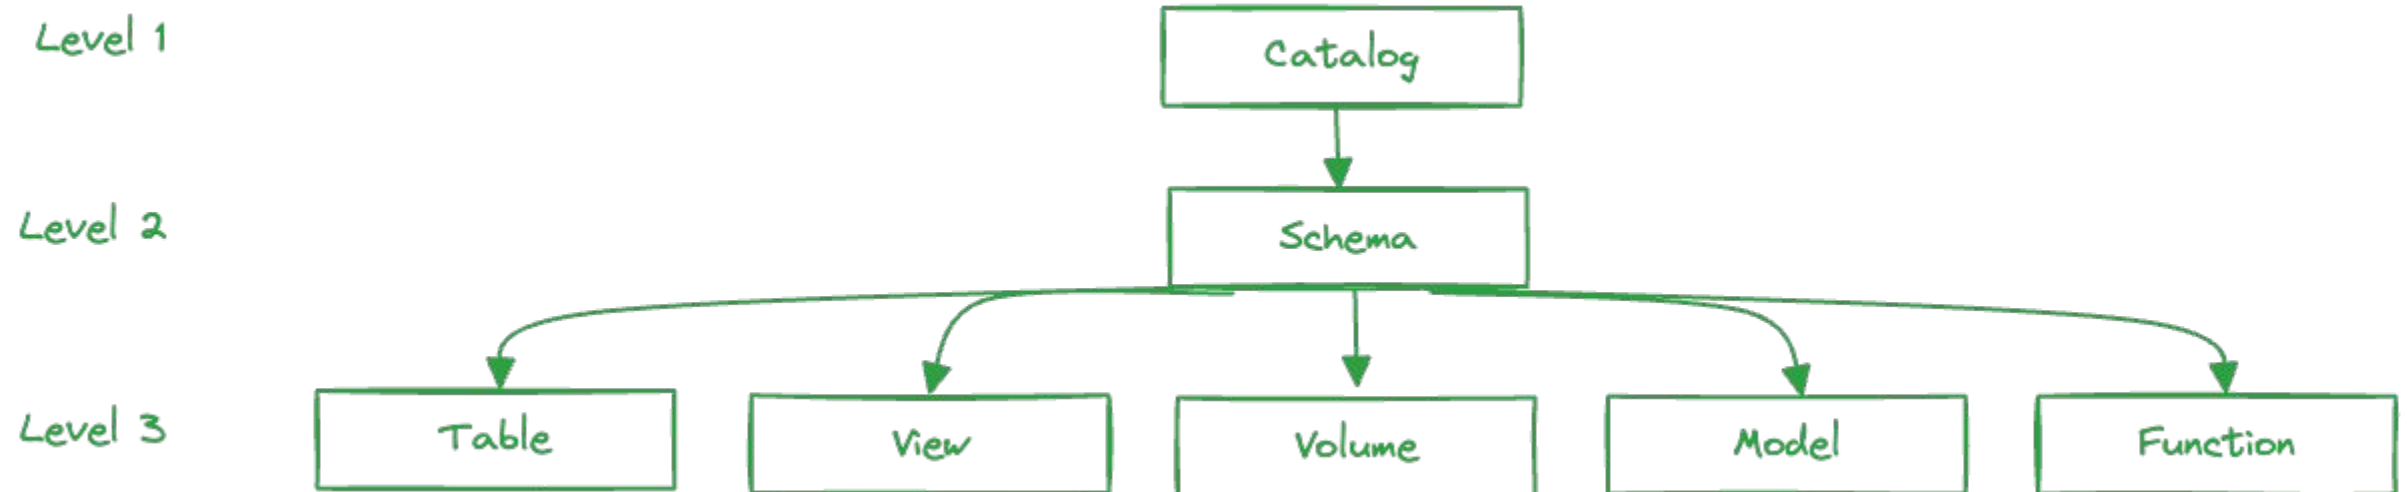 Level 1
Catalog
Level 2
Schema
Level 3
Table
View
Volume
Model
Function